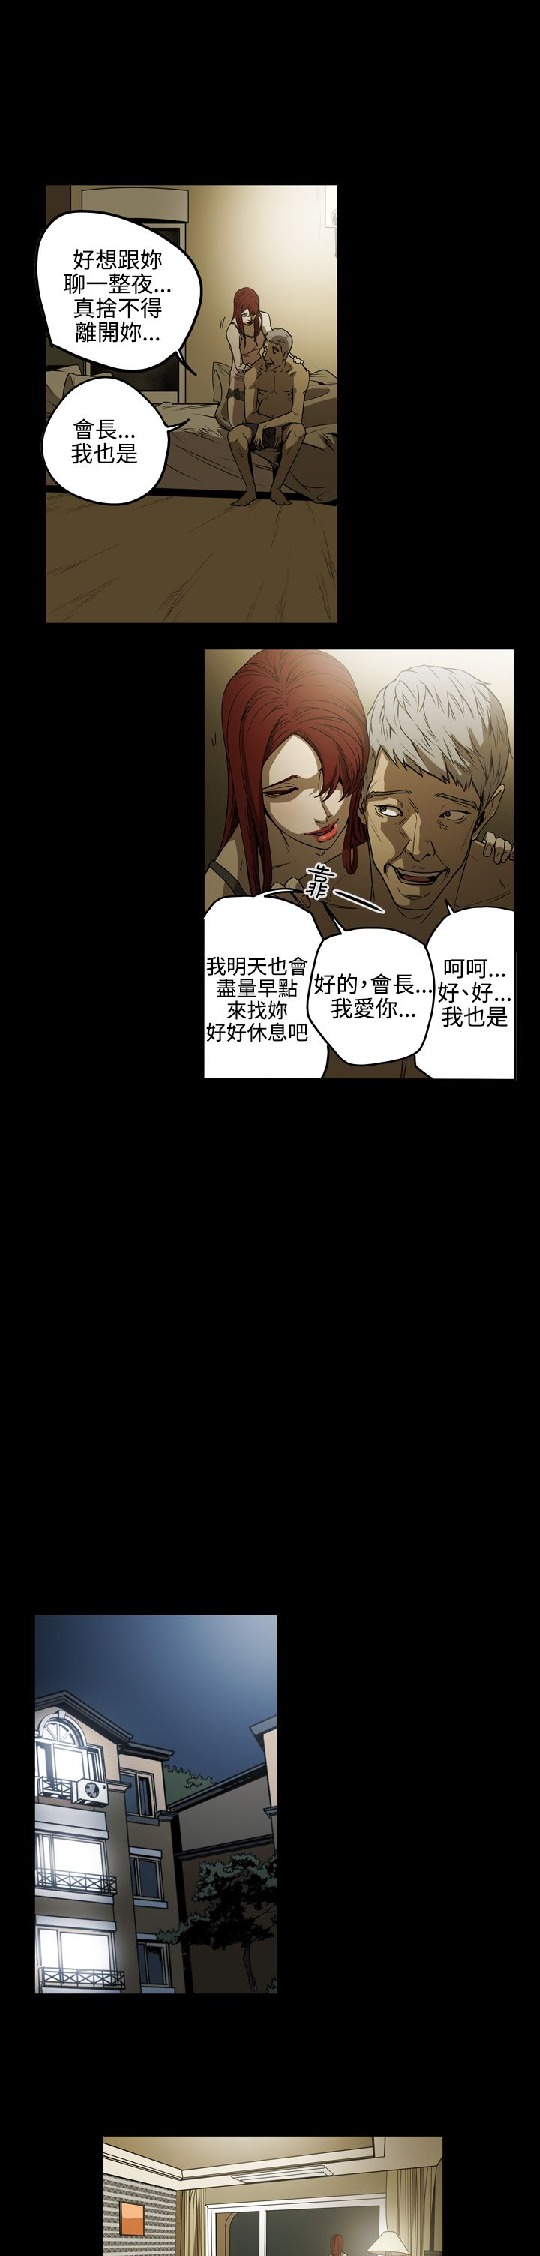 好想跟妳
聊一整夜…
真捨不得
離開妳…
會長…
我也是
靠
我明天也會
盡量早點
來找妳
好好休息吧
好的，會長…
我愛你…
呵呵…
好、好…
我也是